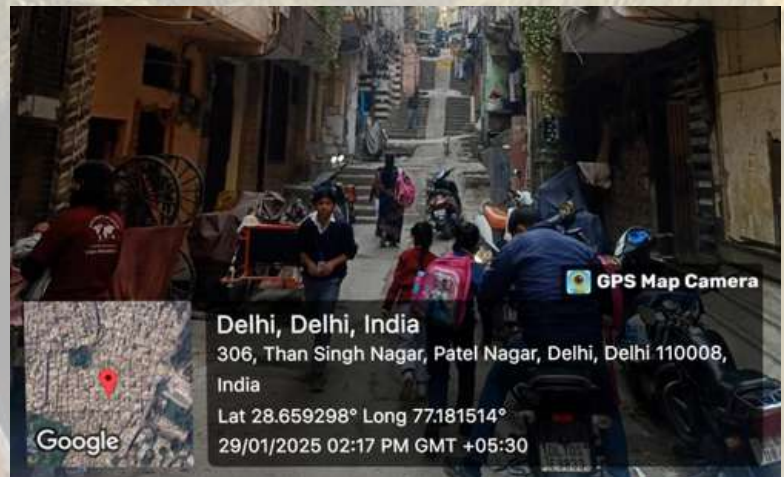 GPS Map Camera
Delhi, Delhi, India
306, Than Singh Nagar, Patel Nagar, Delhi, Delhi 110008,
India
Lat 28.659298° Long 77.181514°
29/01/2025 02:17 PM GMT +05:30
Google